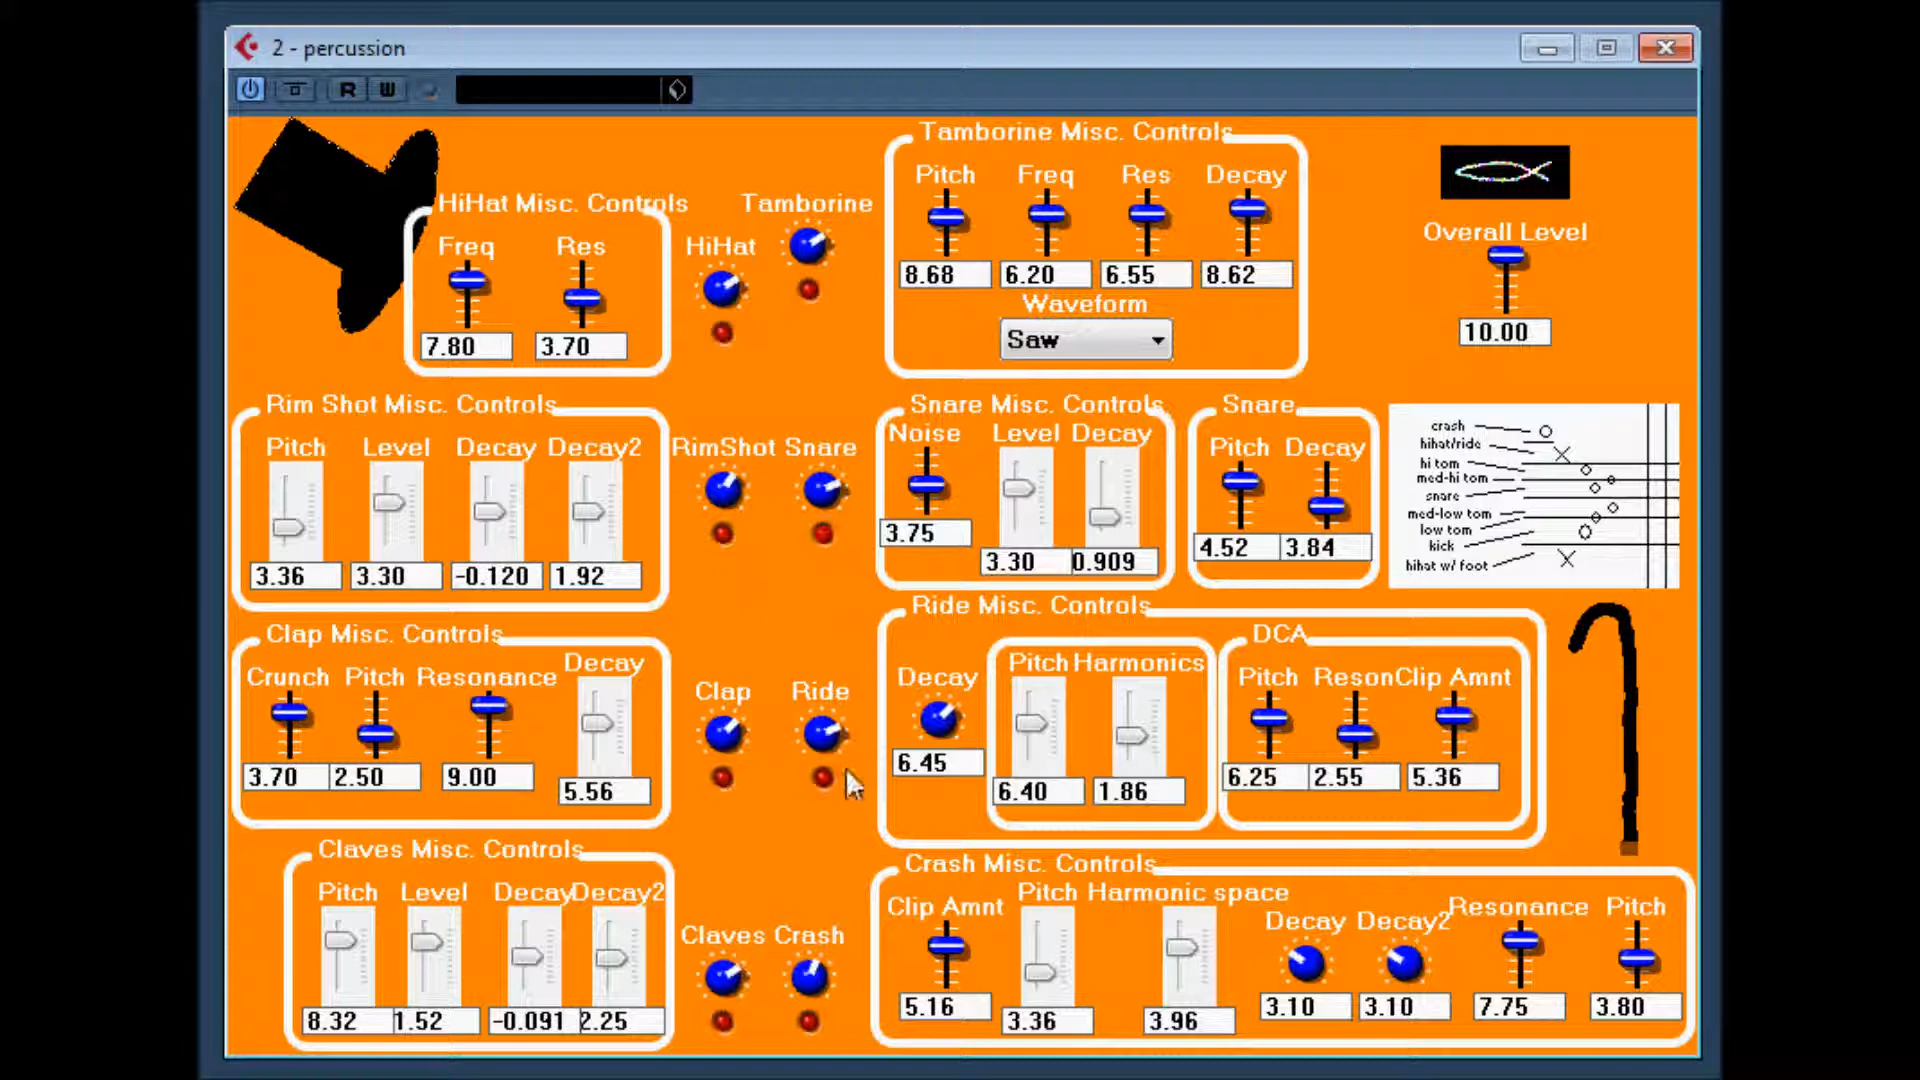 2 - percussion
R W
Tamborine Misc. Controls
Pitch Freq Res Decay
8.68 6.20 6.55 8.62
Waveform
Saw
HiHat Misc. Controls
Freq Res
7.80 3.70
HiHat
Tamborine
Overall Level
10.00
Rim Shot Misc. Controls
Pitch Level Decay Decay2
3.36 3.30 -0.120 1.92
RimShot Snare
Snare Misc. Controls
Noise Level Decay
3.75 3.30 0.909
Snare
Pitch Decay
4.52 3.84
crash
hihat/ride
hi tom
med-hi tom
snare
med-low tom
low tom
kick
hihat w/ foot
Clap Misc. Controls
Crunch Pitch Resonance Decay
3.70 2.50 9.00 5.56
Clap Ride
Ride Misc. Controls
Decay
6.45
Pitch Harmonics
6.40 1.86
DCA
Pitch Reson Clip Amnt
6.25 2.55 5.36
Claves Misc. Controls
Pitch Level Decay Decay2
8.32 1.52 -0.091 2.25
Claves Crash
Crash Misc. Controls
Clip Amnt Pitch Harmonic space Decay Decay2 Resonance Pitch
5.16 3.36 3.96 3.10 3.10 7.75 3.80